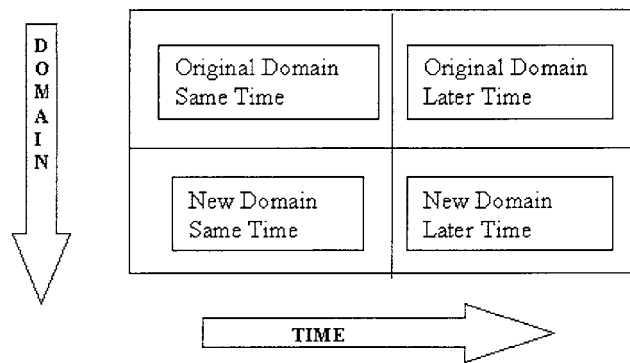 DOMAIN
Original Domain
Same Time
Original Domain
Later Time
New Domain
Same Time
New Domain
Later Time
TIME